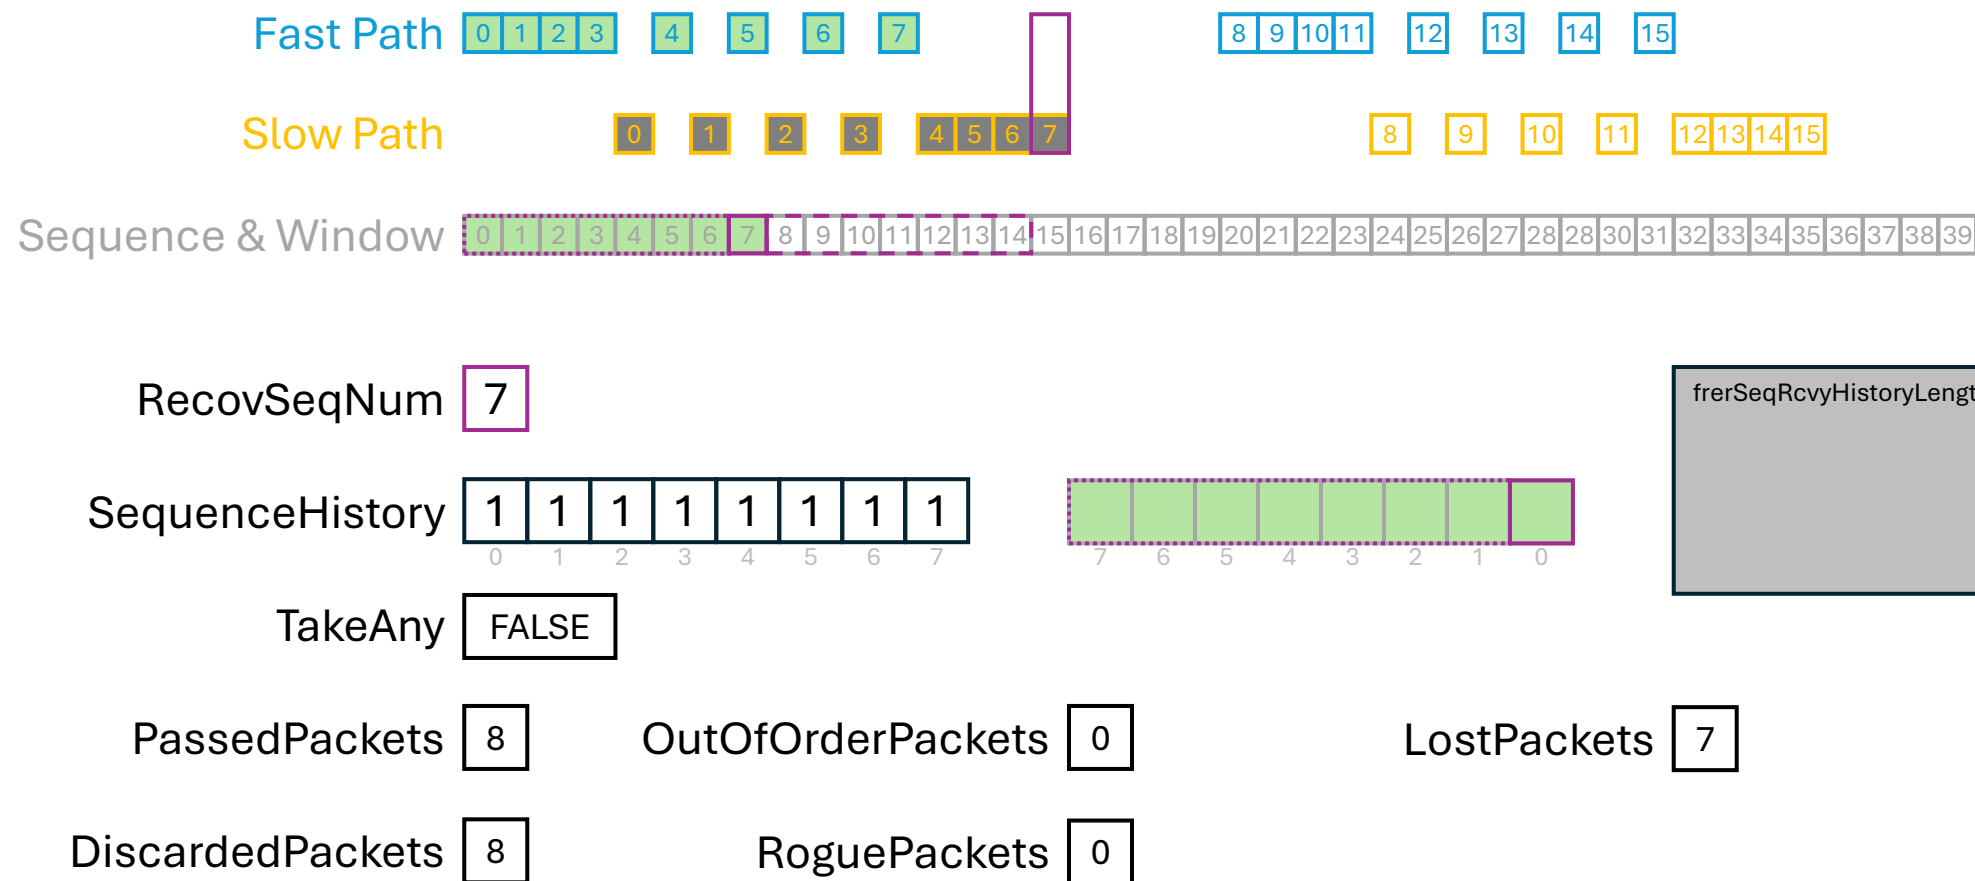 Fast Path 0 1 2 3 4 5 6 7 8 9 10 11 12 13 14 15
Slow Path 0 1 2 3 4 5 6 7 8 9 10 11 12 13 14 15
Sequence & Window 0 1 2 3 4 5 6 7 8 9 10 11 12 13 14 15 16 17 18 19 20 21 22 23 24 25 26 27 28 28 30 31 32 33 34 35 36 37 38 39
RecovSeqNum 7
frerSeqRcvyHistoryLengt
SequenceHistory 1 1 1 1 1 1 1 1
0 1 2 3 4 5 6 7 7 6 5 4 3 2 1 0
TakeAny FALSE
PassedPackets 8 OutOfOrderPackets 0 LostPackets 7
DiscardedPackets 8 RoguePackets 0